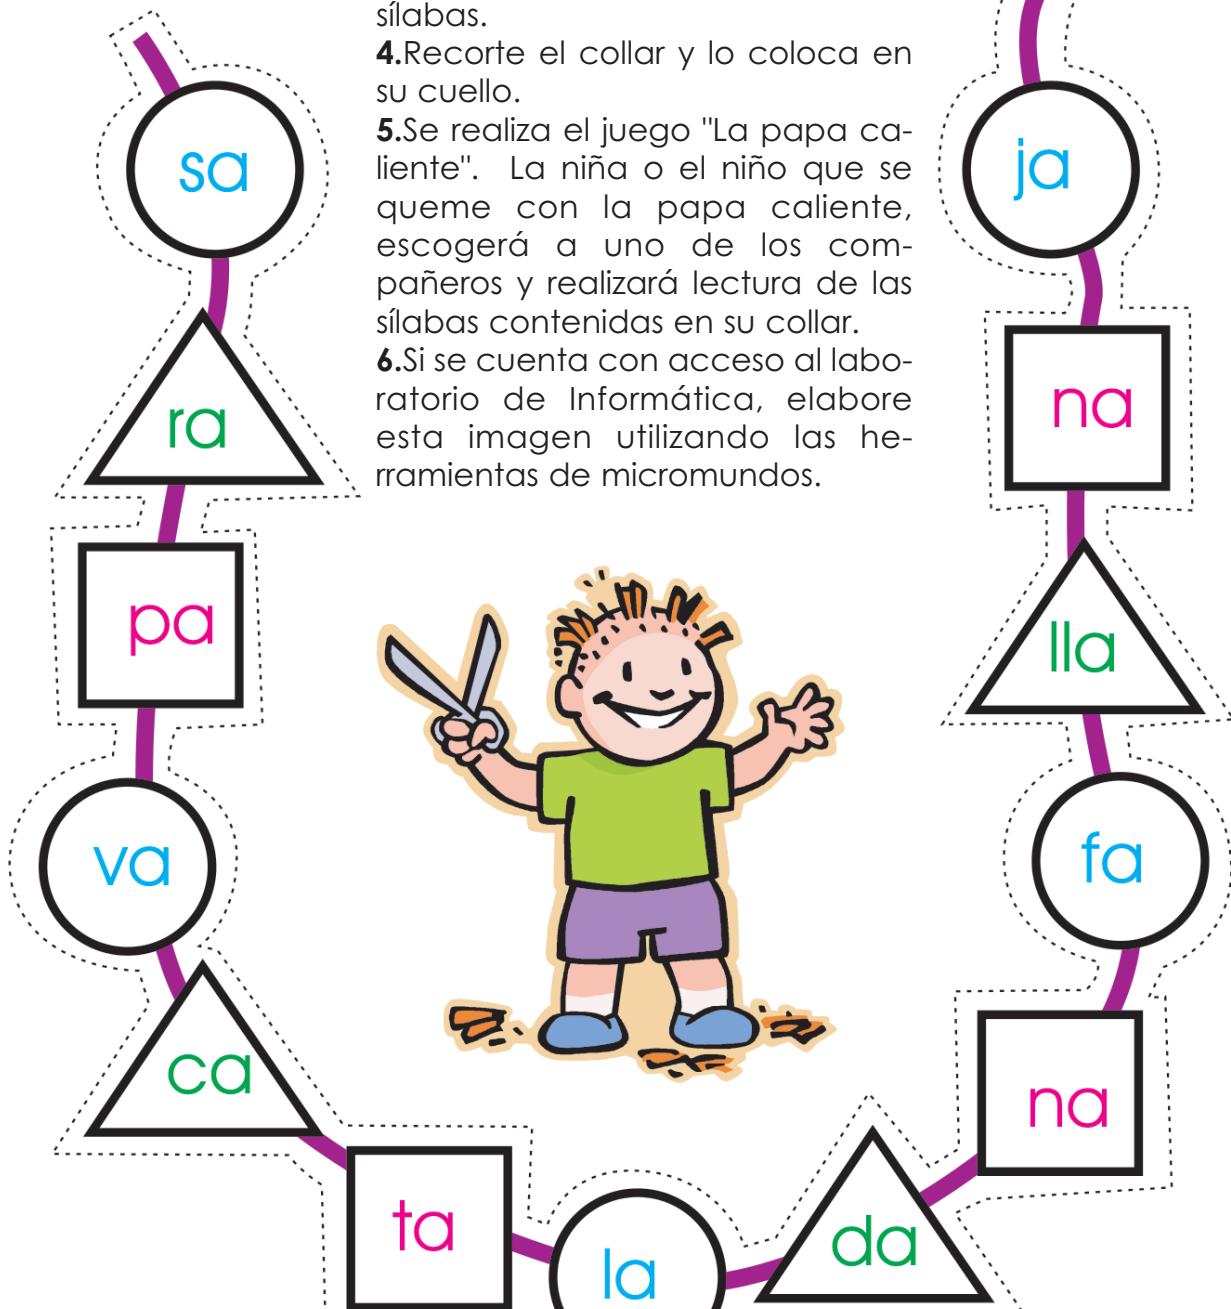 sílabas.
4.Recorte el collar y lo coloca en
su cuello.
5.Se realiza el juego "La papa ca-
liente".  La niña o el niño que se
queme con la papa caliente,
escogerá a uno de los com-
pañeros y realizará lectura de las
sílabas contenidas en su collar.
6.Si se cuenta con acceso al labo-
ratorio de Informática, elabore
esta imagen utilizando las he-
rramientas de micromundos.
sa
ra
pa
va
ca
ta
la
da
na
fa
lla
na
ja